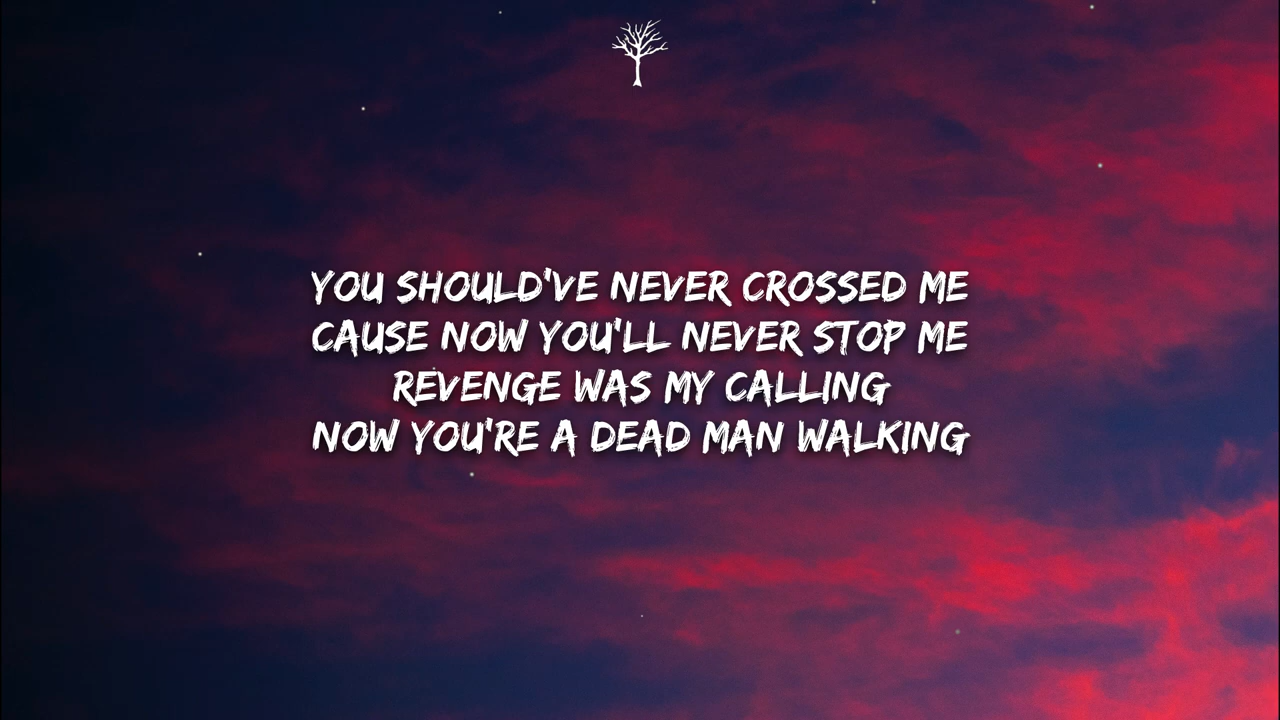 YOU SHOULD'VE NEVER CROSSED ME
CAUSE NOW YOU'LL NEVER STOP ME
REVENGE WAS MY CALLING
NOW YOU'RE A DEAD MAN WALKING